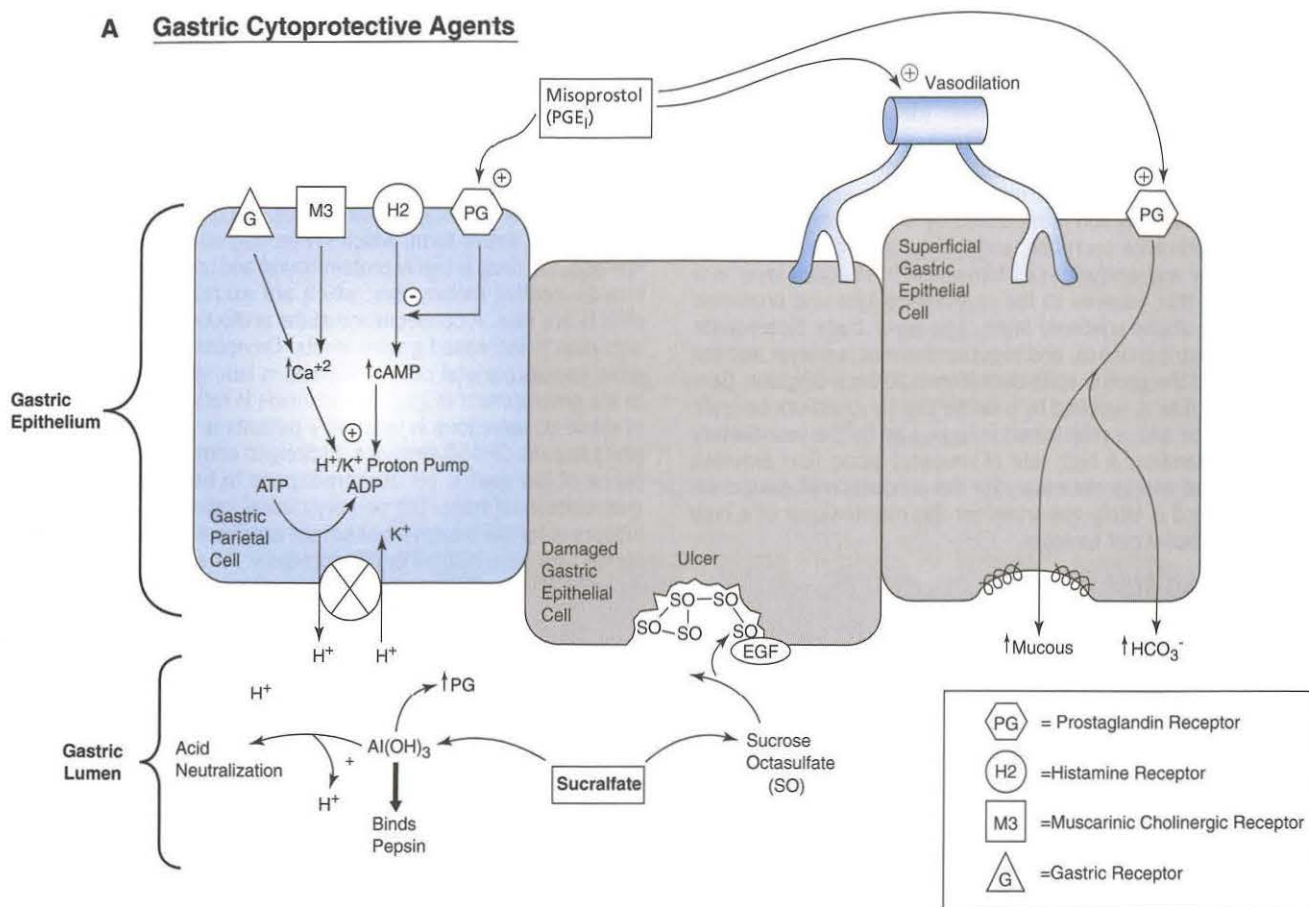 A Gastric Cytoprotective Agents
Misoprostol
(PGE₁)
+
Vasodilation
G
M3
H2
PG
+
+
PG
-
↑Ca⁺²
↑cAMP
+
H⁺/K⁺ Proton Pump
ATP
ADP
K⁺
Gastric
Parietal
Cell
Gastric
Epithelium
Superficial
Gastric
Epithelial
Cell
Damaged
Gastric
Epithelial
Cell
Ulcer
SO
SO
SO
SO
SO
EGF
H⁺
H⁺
↑Mucous
↑HCO₃⁻
H⁺
↑PG
Gastric
Lumen
Acid
Neutralization
+
H⁺
Al(OH)₃
Binds
Pepsin
Sucralfate
Sucrose
Octasulfate
(SO)
PG = Prostaglandin Receptor
H2 =Histamine Receptor
M3 =Muscarinic Cholinergic Receptor
G =Gastric Receptor